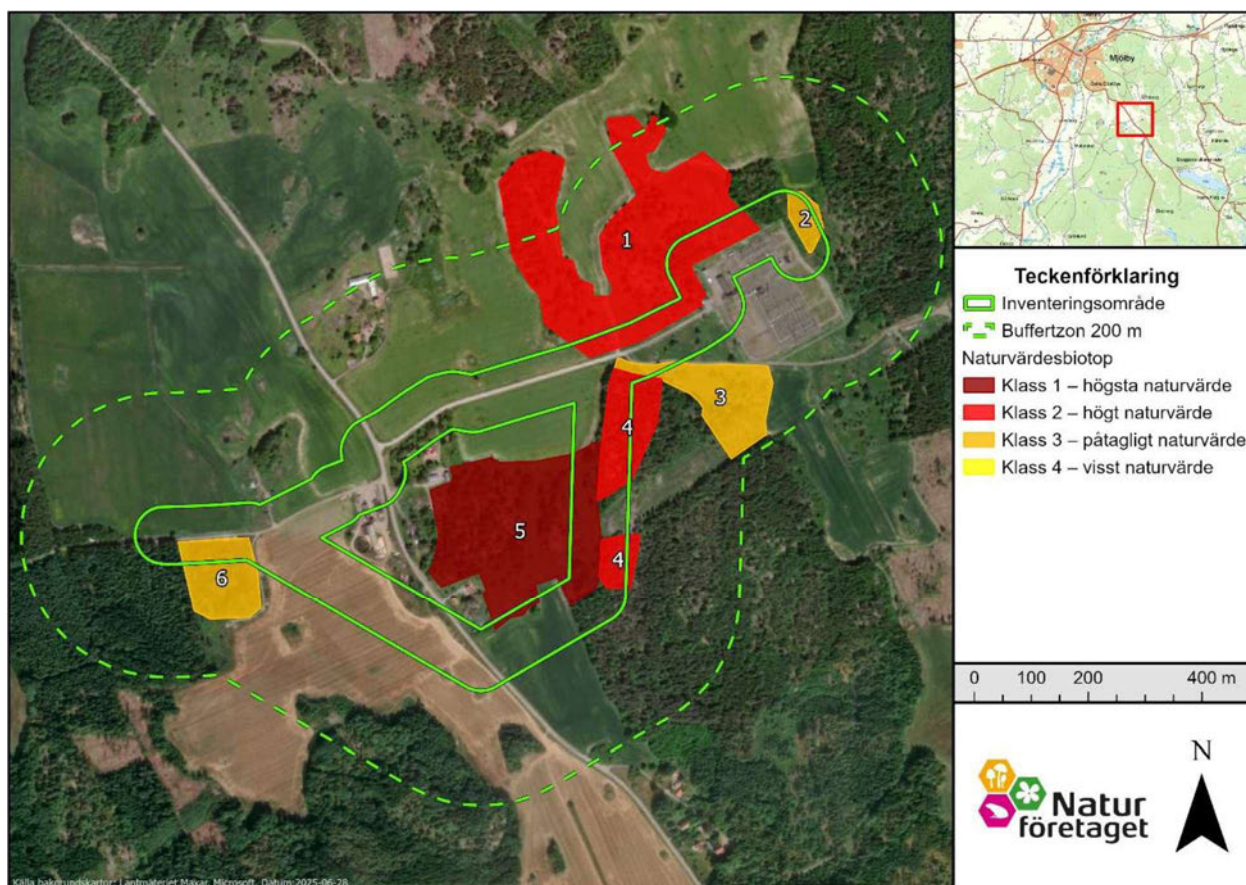 1
2
3
4
5
4
6
Källa bakgrundskartor: Lantmäteriet Maxar, Microsoft. Datum:2025-06-28
Mjölby
Teckenförklaring
Inventeringsområde
Buffertzon 200 m
Naturvärdesbiotop
Klass 1 – högsta naturvärde
Klass 2 – högt naturvärde
Klass 3 – påtagligt naturvärde
Klass 4 – visst naturvärde
0 100 200 400 m
Natur
företaget
N